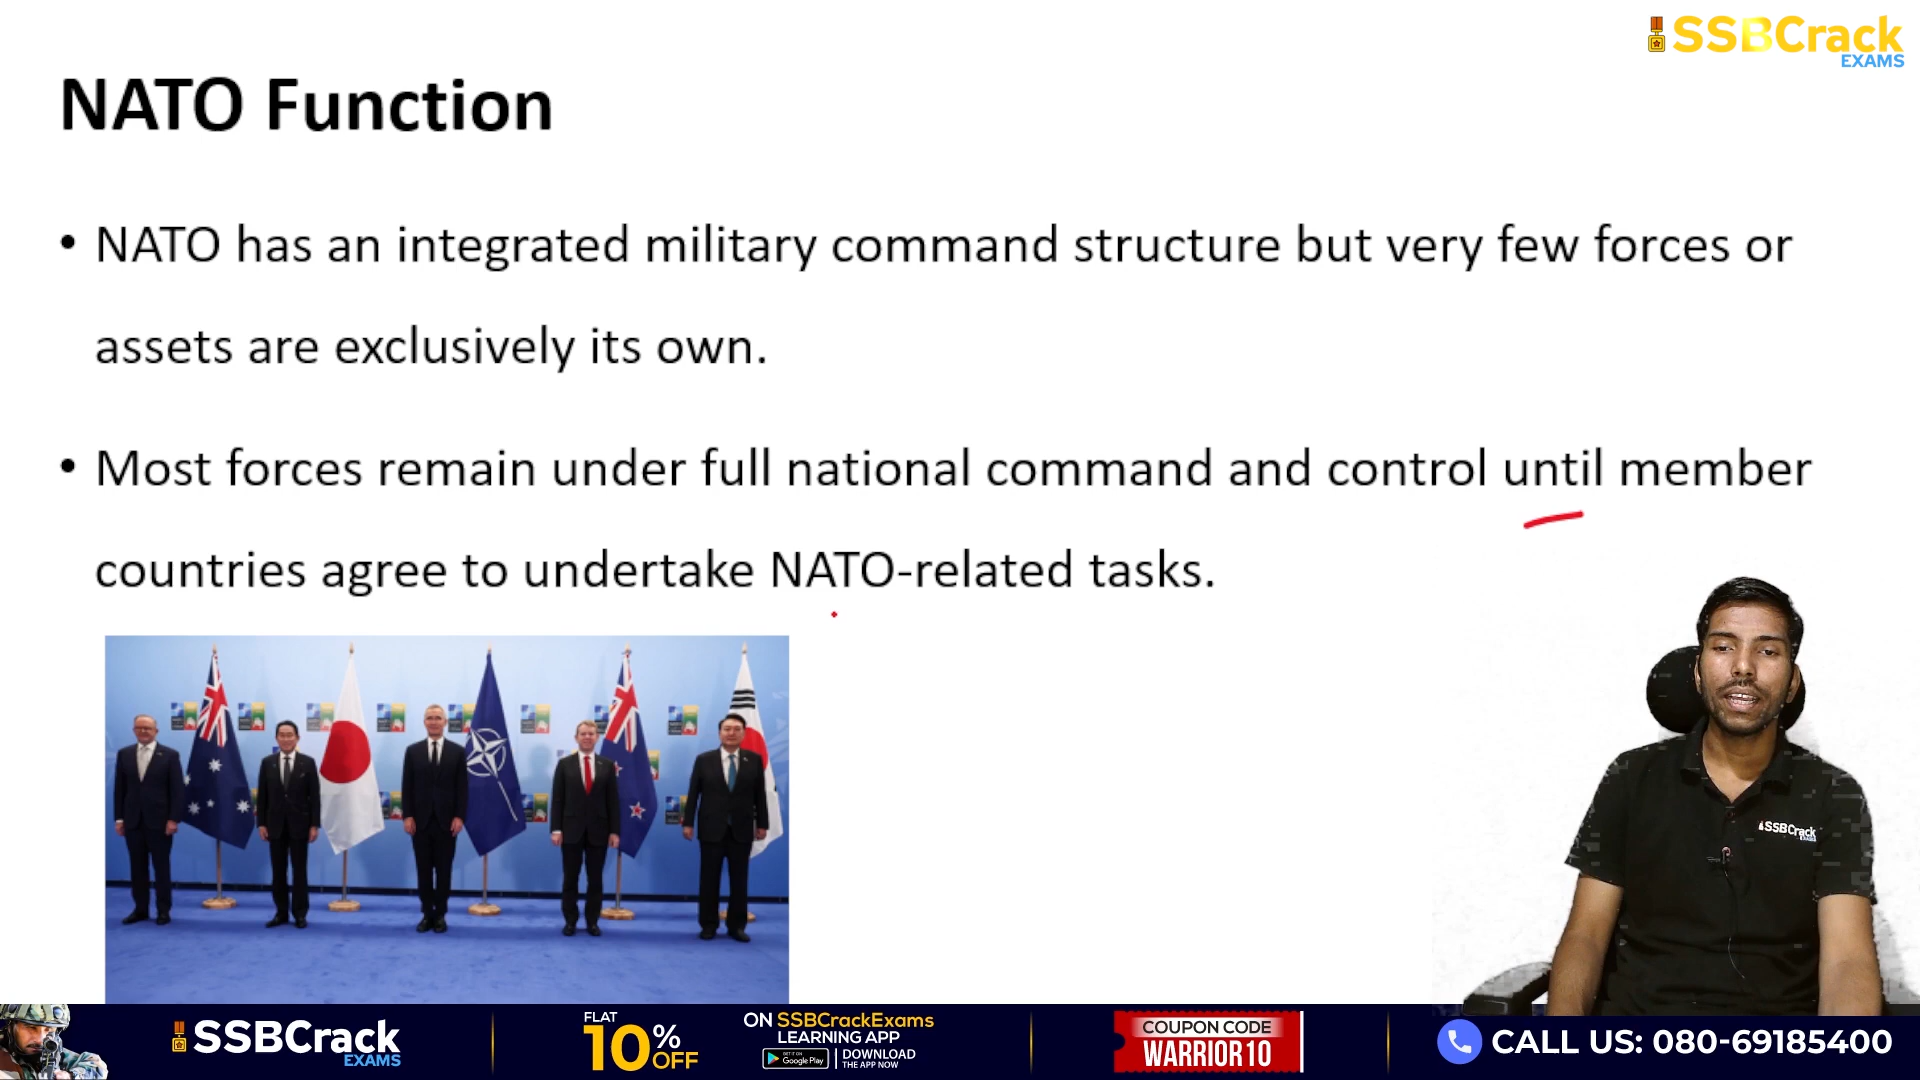 SSBCrack
EXAMS
NATO Function
• NATO has an integrated military command structure but very few forces or
assets are exclusively its own.
• Most forces remain under full national command and control until member
countries agree to undertake NATO-related tasks.
SSBCrack
SSBCrack
EXAMS
FLAT
10% OFF
ON SSBCrackExams
LEARNING APP
GET IT ON
Google Play
DOWNLOAD
THE APP NOW
COUPON CODE
WARRIOR10
CALL US: 080-69185400